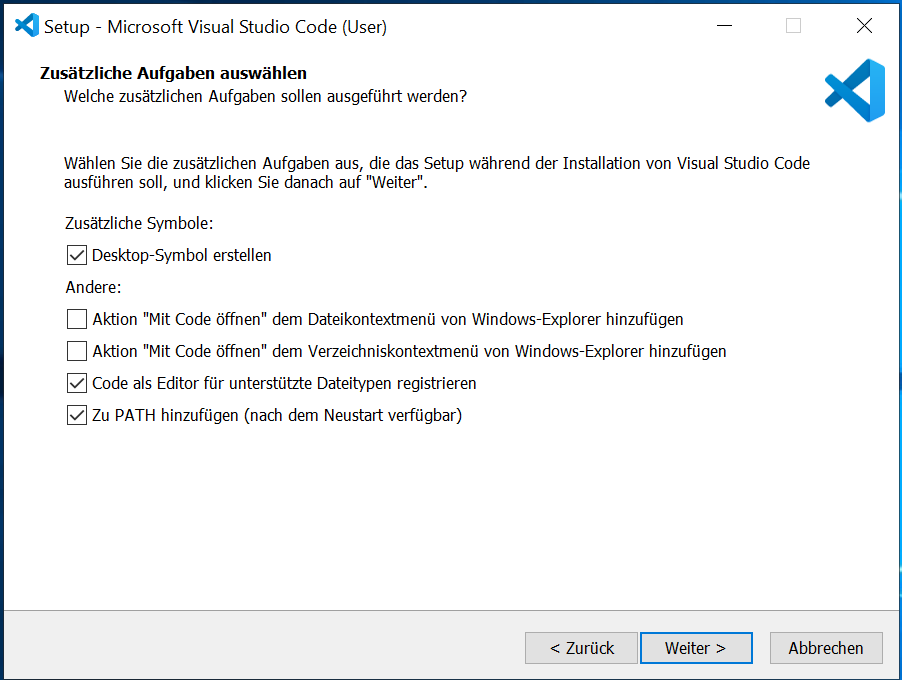 Setup - Microsoft Visual Studio Code (User)
Zusätzliche Aufgaben auswählen
Welche zusätzlichen Aufgaben sollen ausgeführt werden?
Wählen Sie die zusätzlichen Aufgaben aus, die das Setup während der Installation von Visual Studio Code
ausführen soll, und klicken Sie danach auf "Weiter".
Zusätzliche Symbole:
Desktop-Symbol erstellen
Andere:
Aktion "Mit Code öffnen" dem Dateikontextmenü von Windows-Explorer hinzufügen
Aktion "Mit Code öffnen" dem Verzeichniskontextmenü von Windows-Explorer hinzufügen
Code als Editor für unterstützte Dateitypen registrieren
Zu PATH hinzufügen (nach dem Neustart verfügbar)
< Zurück Weiter > Abbrechen